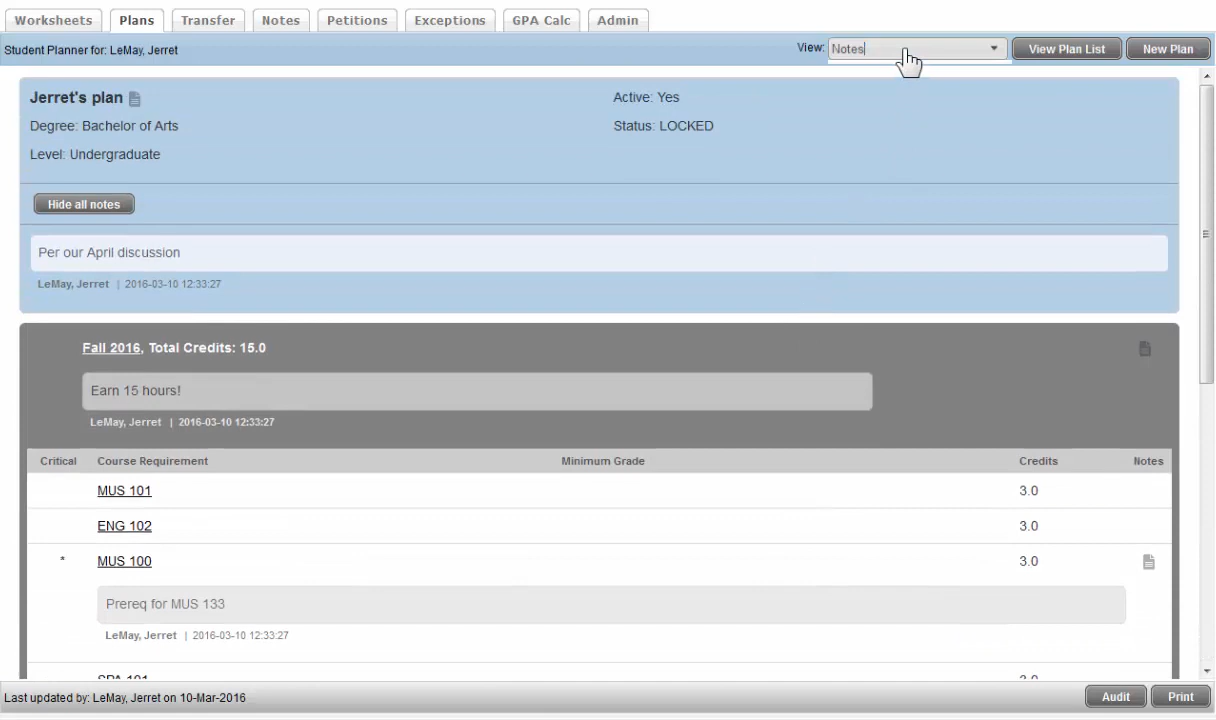 Worksheets Plans Transfer Notes Petitions Exceptions GPA Calc Admin
Student Planner for: LeMay, Jerret View: Notes View Plan List New Plan
Jerret's plan Active: Yes
Degree: Bachelor of Arts Status: LOCKED
Level: Undergraduate
Hide all notes
Per our April discussion
LeMay, Jerret | 2016-03-10 12:33:27
Fall 2016, Total Credits: 15.0
Earn 15 hours!
LeMay, Jerret | 2016-03-10 12:33:27
Critical Course Requirement Minimum Grade Credits Notes
MUS 101 3.0
ENG 102 3.0
* MUS 100 3.0
Prereq for MUS 133
LeMay, Jerret | 2016-03-10 12:33:27
Last updated by: LeMay, Jerret on 10-Mar-2016 Audit Print